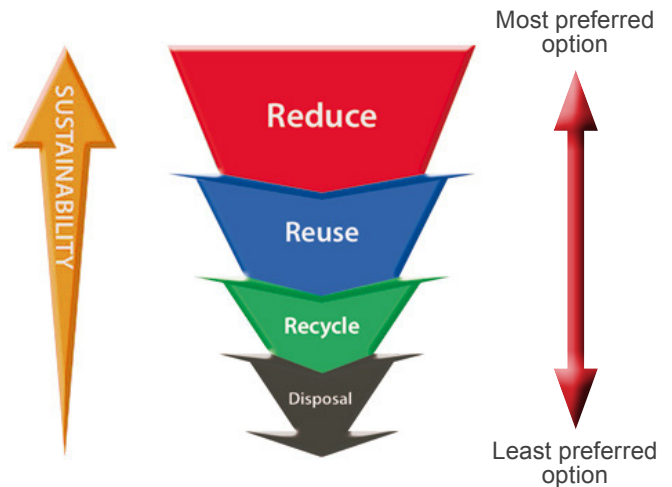 Most preferred
option
SUSTAINABILITY
Reduce
Reuse
Recycle
Disposal
Least preferred
option